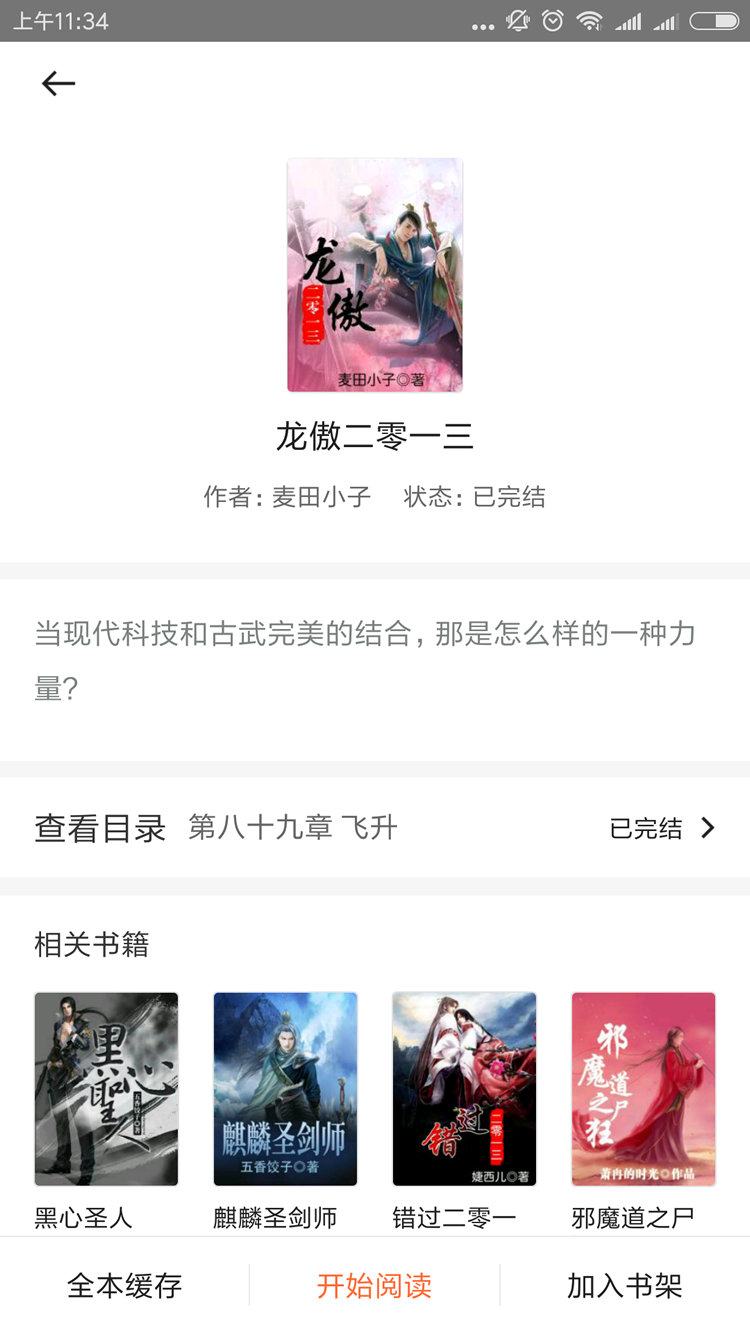 上午11:34
龙傲
二零一三
麦田小子◎著
龙傲二零一三
作者: 麦田小子 状态: 已完结
当现代科技和古武完美的结合, 那是怎么样的一种力
量?
查看目录 第八十九章 飞升 已完结
相关书籍
黑心圣人
五香饺子◎著
麒麟圣剑师
五香饺子◎著
错过
二零一三
婕西儿◎著
邪魔道之尸狂
萧冉的时光◎作品
黑心圣人 麒麟圣剑师 错过二零一 邪魔道之尸
全本缓存 开始阅读 加入书架